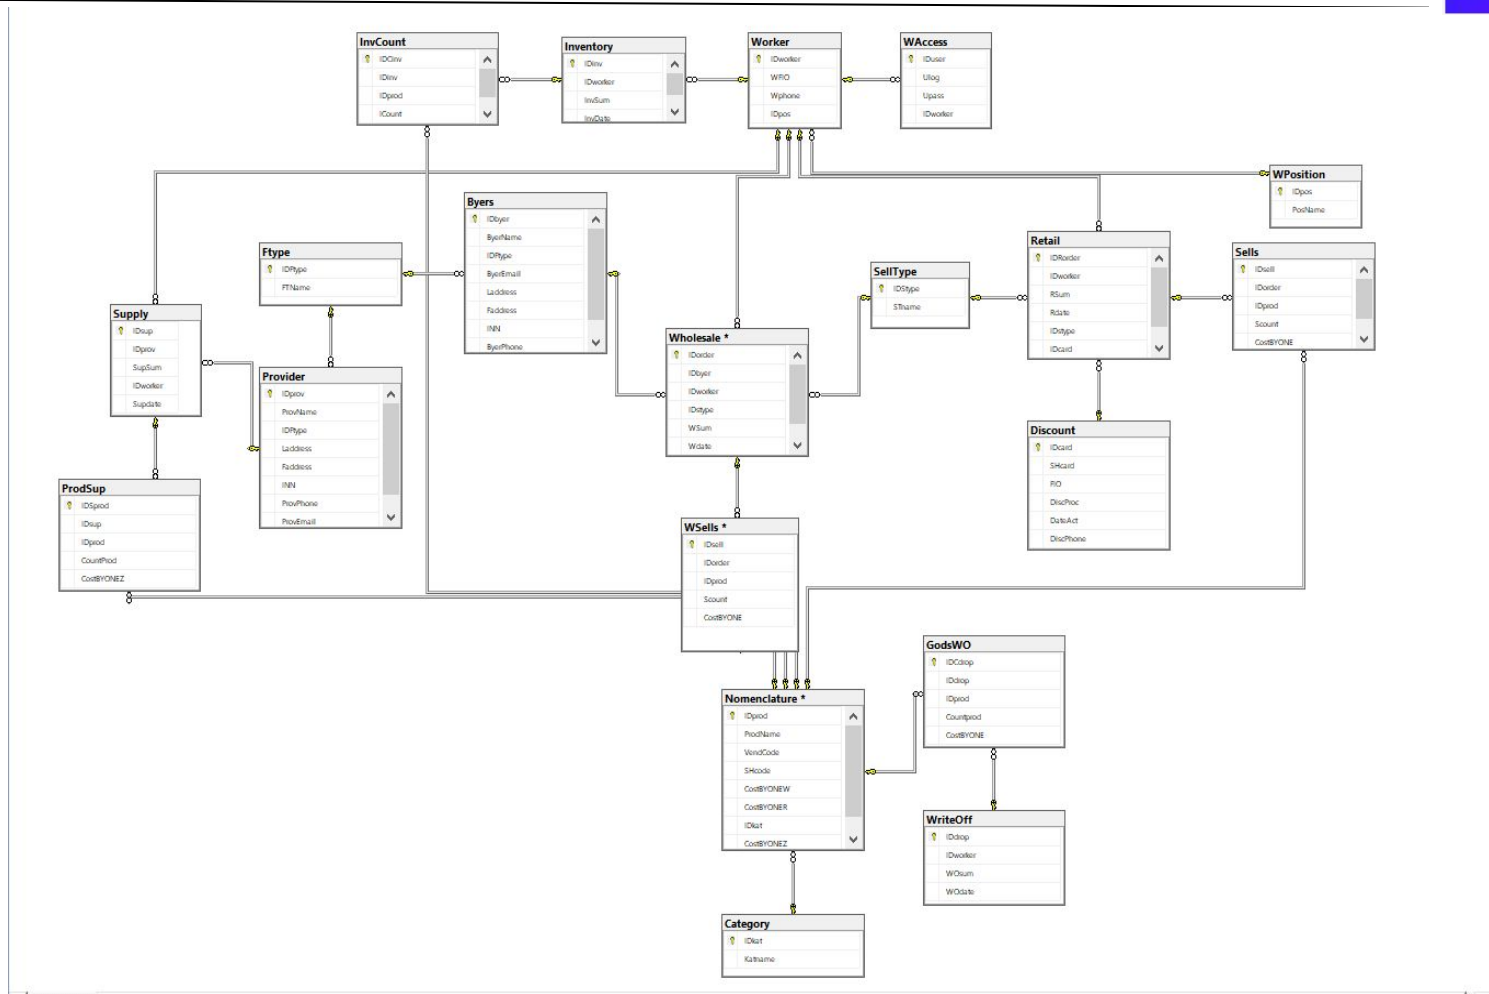 InvCount
IDCinv
IDinv
IDprod
ICount
Inventory
IDinv
IDworker
InvSum
InvDate
Worker
IDworker
WFIO
Wphone
IDpos
WAccess
IDuser
Ulog
Upass
IDworker
WPosition
IDpos
PosName
Byers
IDbyer
ByerName
IDFtype
ByerEmail
Laddress
Faddress
INN
ByerPhone
Ftype
IDFtype
FTName
SellType
IDStype
STname
Retail
IDRorder
IDworker
RSum
Rdate
IDstype
IDcard
Sells
IDsell
IDorder
IDprod
Scount
CostBYONE
Supply
IDsup
IDprov
SupSum
IDworker
Supdate
Wholesale *
IDorder
IDbyer
IDworker
IDstype
WSum
Wdate
Provider
IDprov
ProvName
IDFtype
Laddress
Faddress
INN
ProvPhone
ProvEmail
Discount
IDcard
SHcard
FIO
DiscProc
DateAct
DiscPhone
ProdSup
IDSprod
IDsup
IDprod
CountProd
CostBYONEZ
WSells *
IDsell
IDorder
IDprod
Scount
CostBYONE
GodsWO
IDCdrop
IDdrop
IDprod
Countprod
CostBYONE
Nomenclature *
IDprod
ProdName
VendCode
SHcode
CostBYONEW
CostBYONER
IDkat
CostBYONEZ
WriteOff
IDdrop
IDworker
WOsum
WOdate
Category
IDkat
Katname